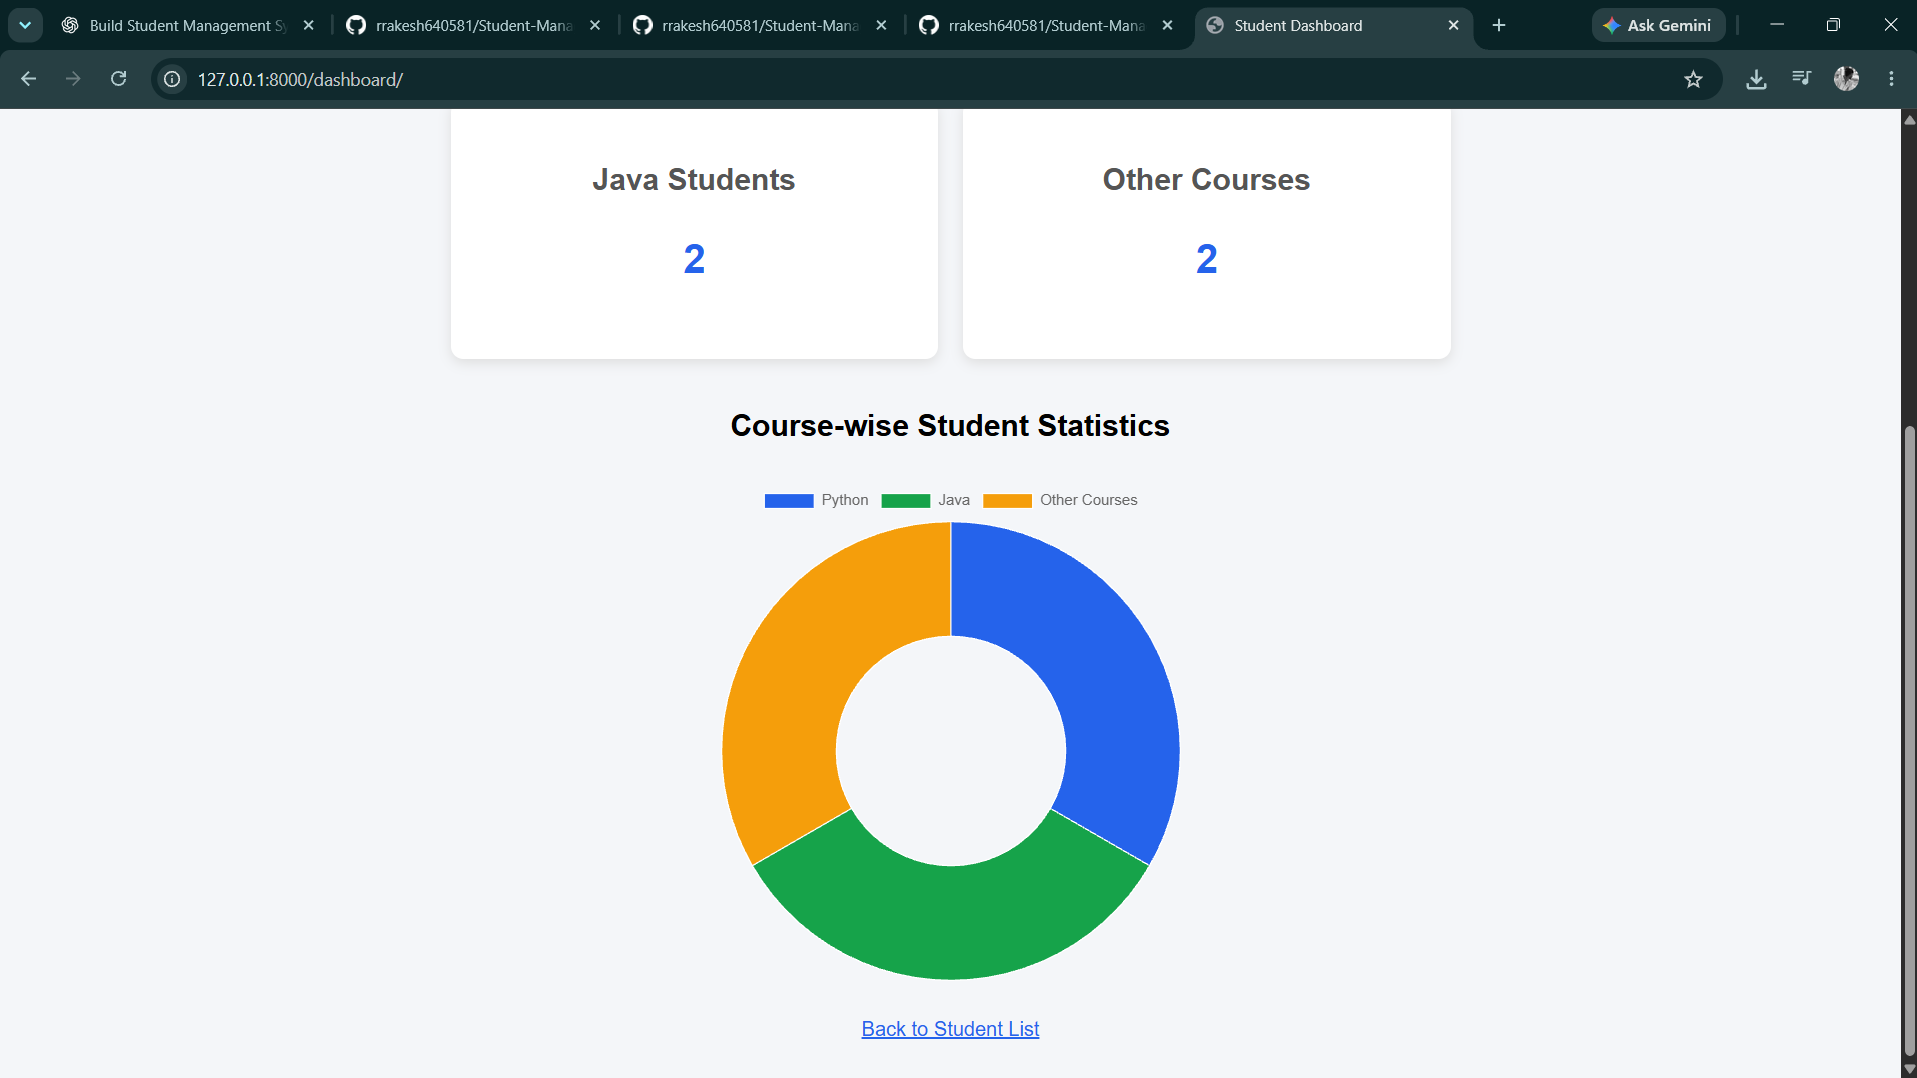 Build Student Management Sy
rrakesh640581/Student-Mana
rrakesh640581/Student-Mana
rrakesh640581/Student-Mana
Student Dashboard
Ask Gemini
127.0.0.1:8000/dashboard/
Java Students
Other Courses
2
2
Course-wise Student Statistics
Python Java Other Courses
Back to Student List